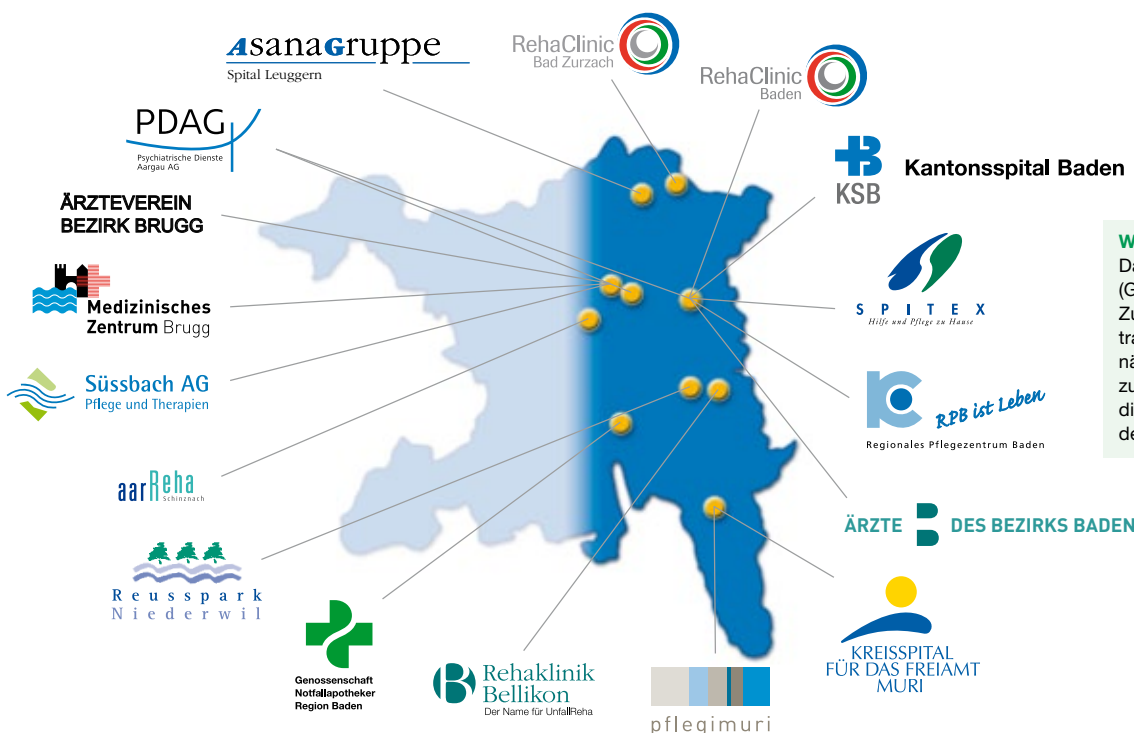 AsanaGruppe
Spital Leuggern
RehaClinic
Bad Zurzach
RehaClinic
Baden
PDAG
Psychiatrische Dienste
Aargau AG
KSB
Kantonsspital Baden
ÄRZTEVEREIN
BEZIRK BRUGG
SPITEX
Hilfe und Pflege zu Hause
Medizinisches
Zentrum Brugg
Süssbach AG
Pflege und Therapien
RPB ist Leben
Regionales Pflegezentrum Baden
aarReha
Schinznach
ÄRZTE DES BEZIRKS BADEN
Reusspark
Niederwil
Genossenschaft
Notfallapotheker
Region Baden
Rehaklinik
Bellikon
Der Name für UnfallReha
pflegimuri
KREISSPITAL
FÜR DAS FREIAMT
MURI
W
Da
(G
Zu
tra
nä
zu
di
de